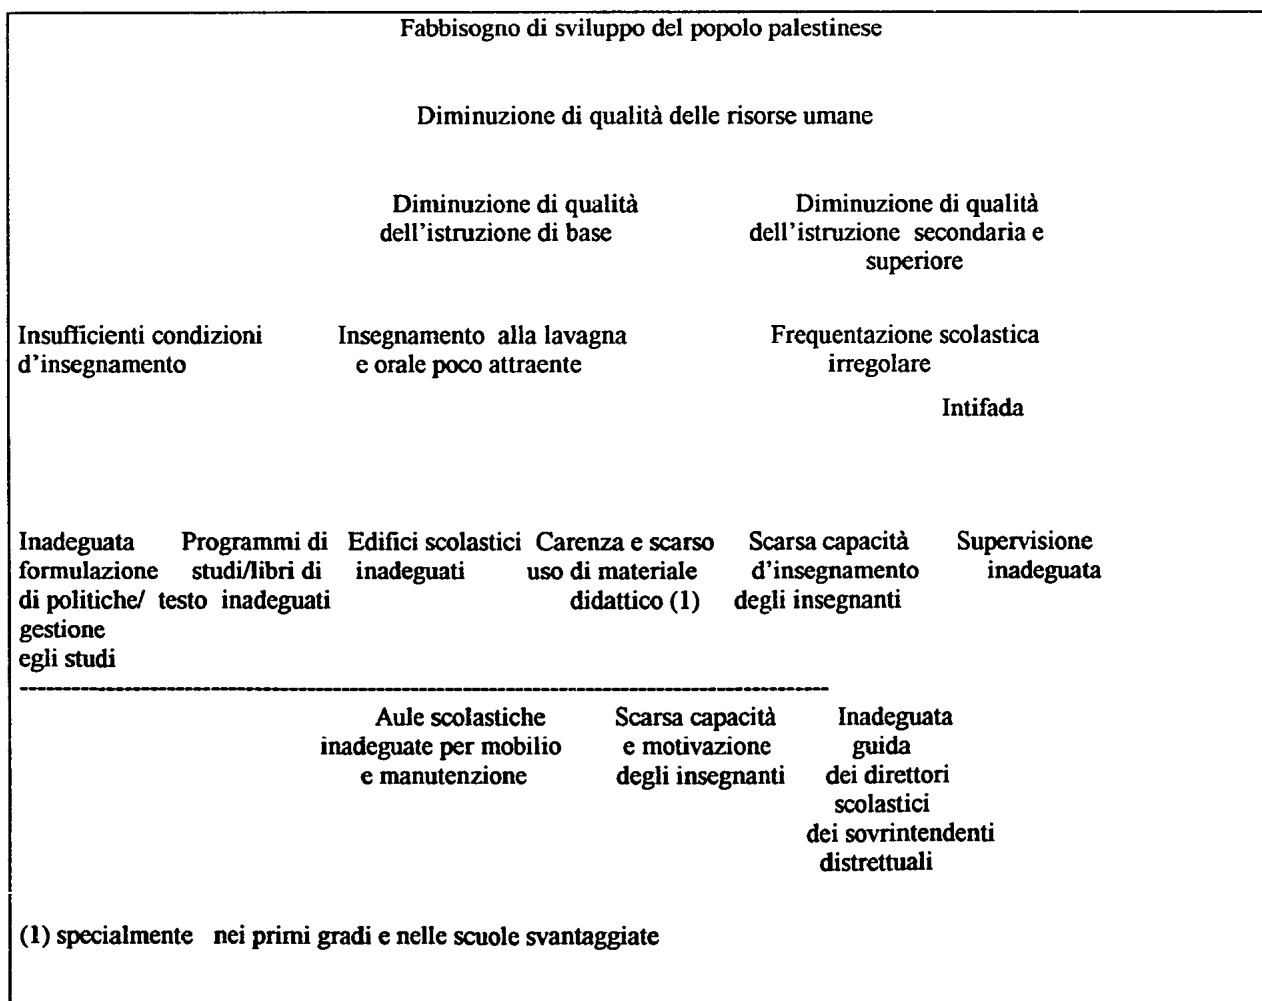 Fabbisogno di sviluppo del popolo palestinese
Diminuzione di qualità delle risorse umane
Diminuzione di qualità
dell'istruzione di base
Diminuzione di qualità
dell'istruzione secondaria e
superiore
Insufficienti condizioni
d'insegnamento
Insegnamento alla lavagna
e orale poco attraente
Frequentazione scolastica
irregolare
Intifada
Inadeguata
formulazione
di politiche/
gestione
egli studi
Programmi di
studi/libri di
testo inadeguati
Edifici scolastici
inadeguati
Carenza e scarso
uso di materiale
didattico (1)
Scarsa capacità
d'insegnamento
degli insegnanti
Supervisione
inadeguata
Aule scolastiche
inadeguate per mobilio
e manutenzione
Scarsa capacità
e motivazione
degli insegnanti
Inadeguata
guida
dei direttori
scolastici
dei sovrintendenti
distrettuali
(1) specialmente nei primi gradi e nelle scuole svantaggiate